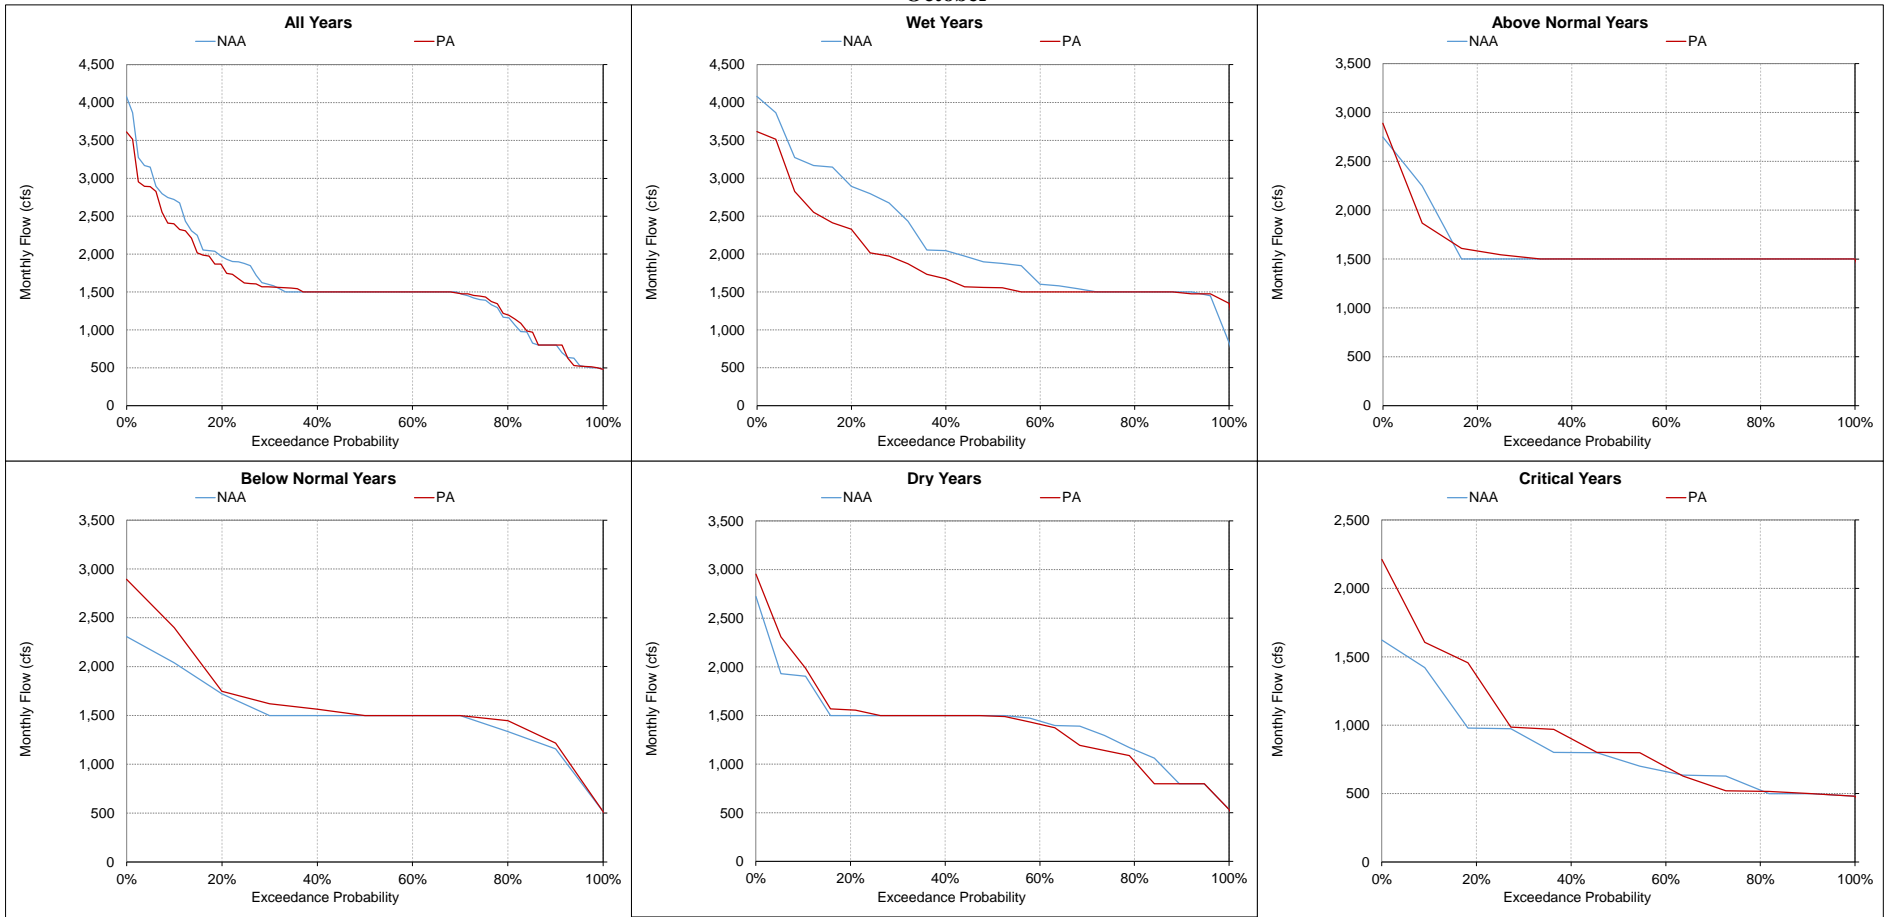 October
All Years
NAA PA
4,500
4,000
3,500
3,000
2,500
2,000
1,500
1,000
500
0
Monthly Flow (cfs)
0% 20% 40% 60% 80% 100%
Exceedance Probability
Wet Years
NAA PA
4,500
4,000
3,500
3,000
2,500
2,000
1,500
1,000
500
0
Monthly Flow (cfs)
0% 20% 40% 60% 80% 100%
Exceedance Probability
Above Normal Years
NAA PA
3,500
3,000
2,500
2,000
1,500
1,000
500
0
Monthly Flow (cfs)
0% 20% 40% 60% 80% 100%
Exceedance Probability
Below Normal Years
NAA PA
3,500
3,000
2,500
2,000
1,500
1,000
500
0
Monthly Flow (cfs)
0% 20% 40% 60% 80% 100%
Exceedance Probability
Dry Years
NAA PA
3,500
3,000
2,500
2,000
1,500
1,000
500
0
Monthly Flow (cfs)
0% 20% 40% 60% 80% 100%
Exceedance Probability
Critical Years
NAA PA
2,500
2,000
1,500
1,000
500
0
Monthly Flow (cfs)
0% 20% 40% 60% 80% 100%
Exceedance Probability